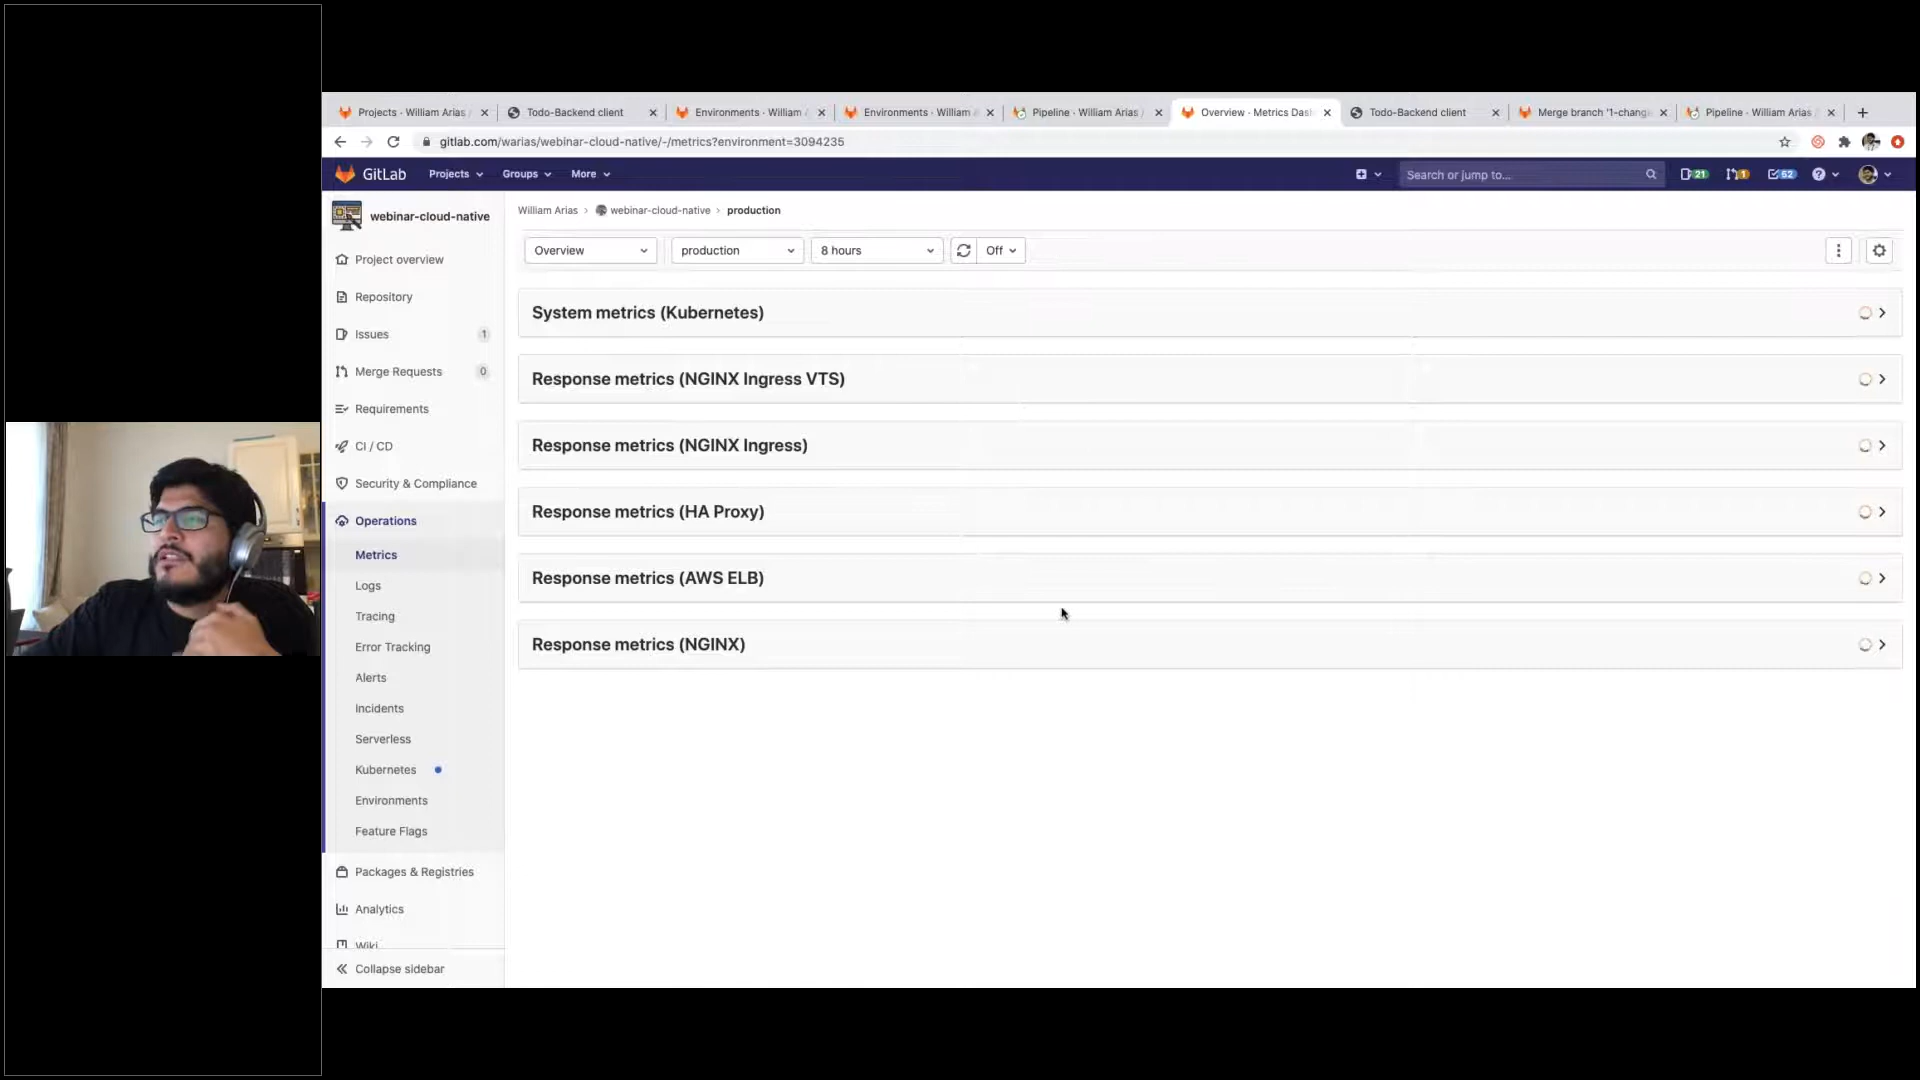 Projects · William Arias
Todo-Backend client
Environments · William
Environments · William
Pipeline · William Arias
Overview · Metrics Das
Todo-Backend client
Merge branch '1-chang
Pipeline · William Arias
gitlab.com/warias/webinar-cloud-native/-/metrics?environment=3094235
GitLab
Projects
Groups
More
Search or jump to...
21
1
52
webinar-cloud-native
Project overview
Repository
Issues 1
Merge Requests 0
Requirements
CI / CD
Security & Compliance
Operations
Metrics
Logs
Tracing
Error Tracking
Alerts
Incidents
Serverless
Kubernetes
Environments
Feature Flags
Packages & Registries
Analytics
Wiki
Collapse sidebar
William Arias > webinar-cloud-native > production
Overview
production
8 hours
Off
System metrics (Kubernetes)
Response metrics (NGINX Ingress VTS)
Response metrics (NGINX Ingress)
Response metrics (HA Proxy)
Response metrics (AWS ELB)
Response metrics (NGINX)